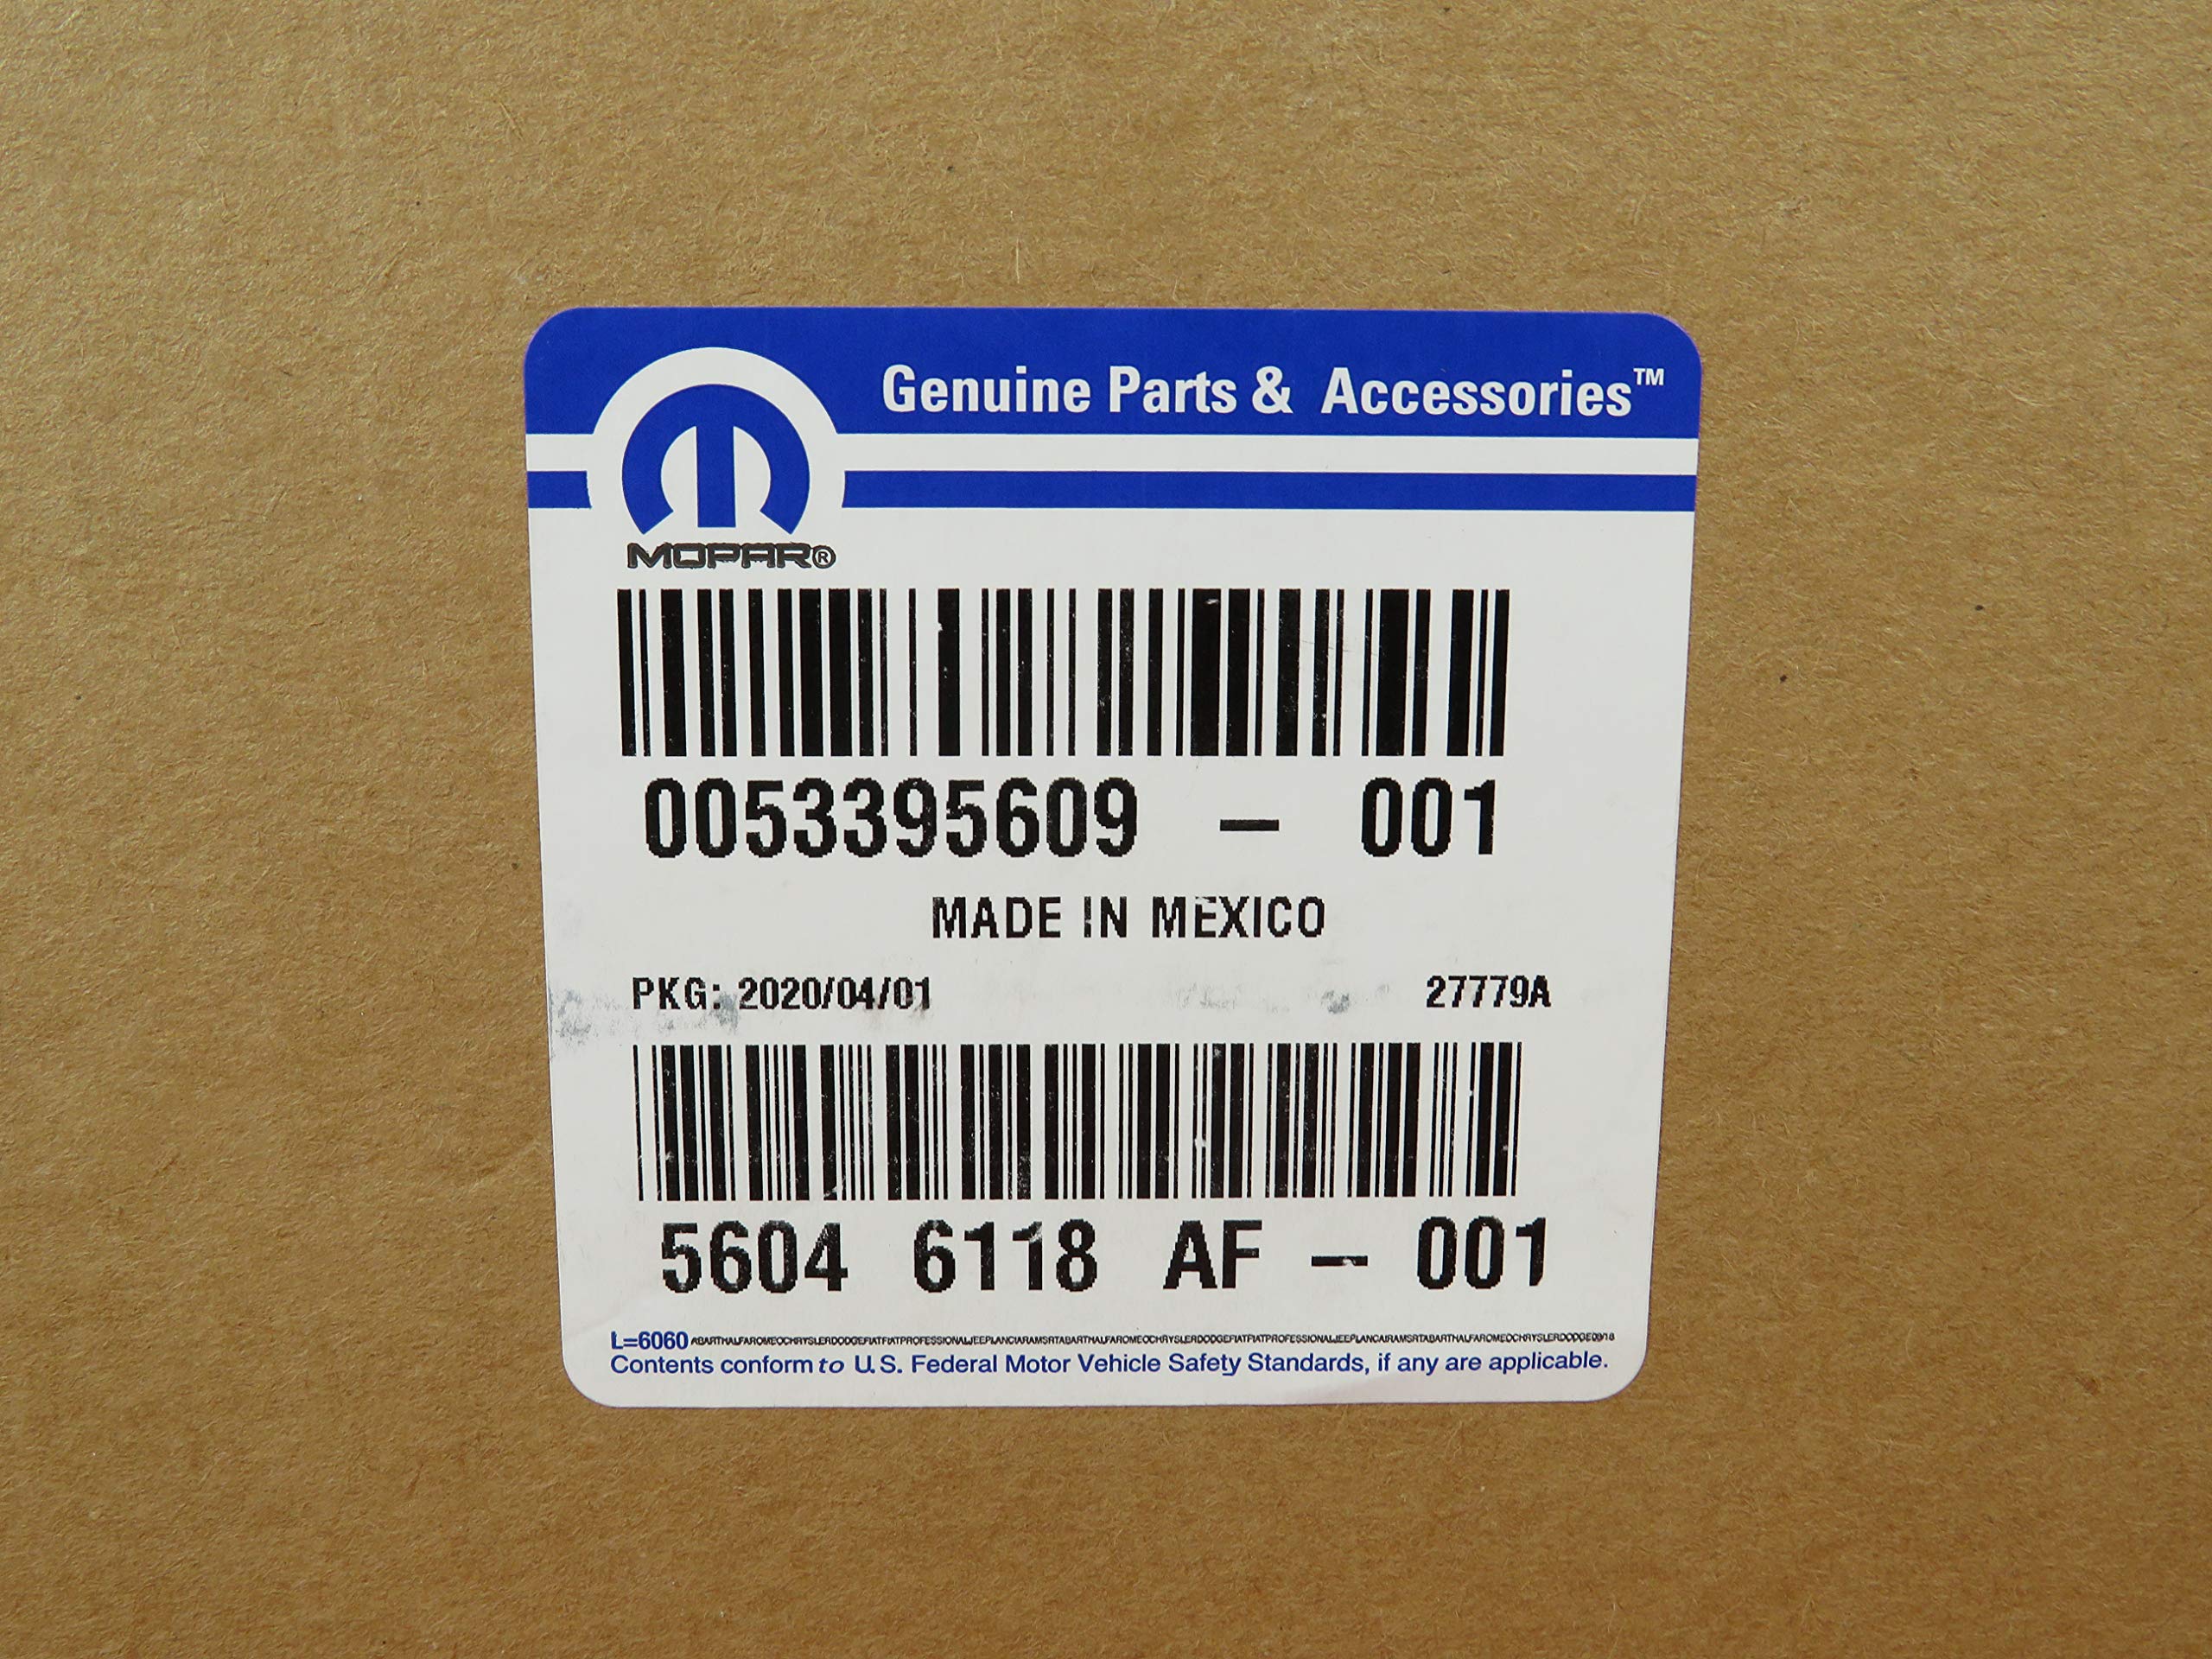 Genuine Parts & Accessories™
MOPAR®
0053395609 – 001
MADE IN MEXICO
PKG: 2020/04/01 27779A
5604 6118 AF – 001
L=6060
Contents conform to U.S. Federal Motor Vehicle Safety Standards, if any are applicable.